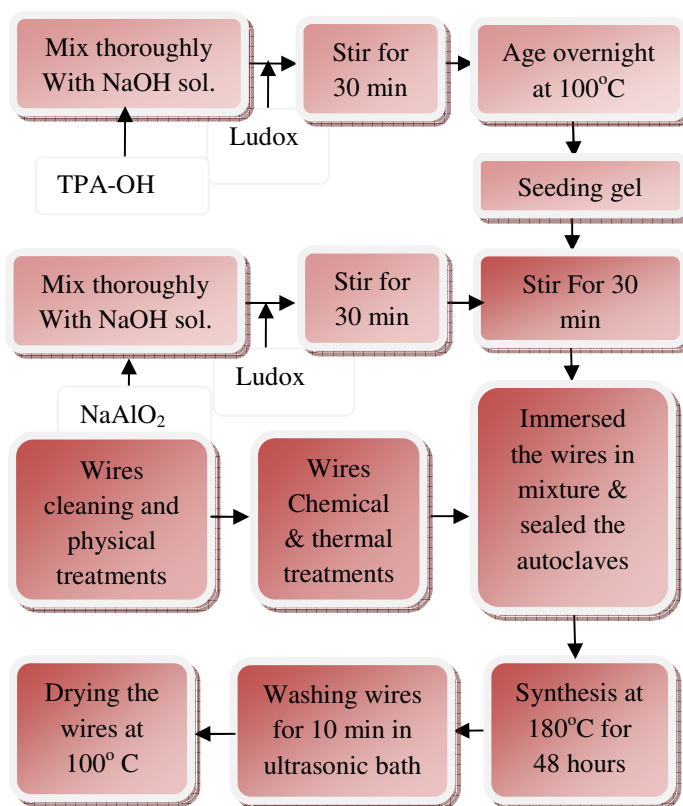 Mix thoroughly
With NaOH sol.
Stir for
30 min
Age overnight
at 100°C
Ludox
TPA-OH
Seeding gel
Mix thoroughly
With NaOH sol.
Stir for
30 min
Stir For 30
min
Ludox
NaAlO₂
Wires
cleaning and
physical
treatments
Wires
Chemical
& thermal
treatments
Immersed
the wires in
mixture &
sealed the
autoclaves
Drying the
wires at
100° C
Washing wires
for 10 min in
ultrasonic bath
Synthesis at
180°C for
48 hours